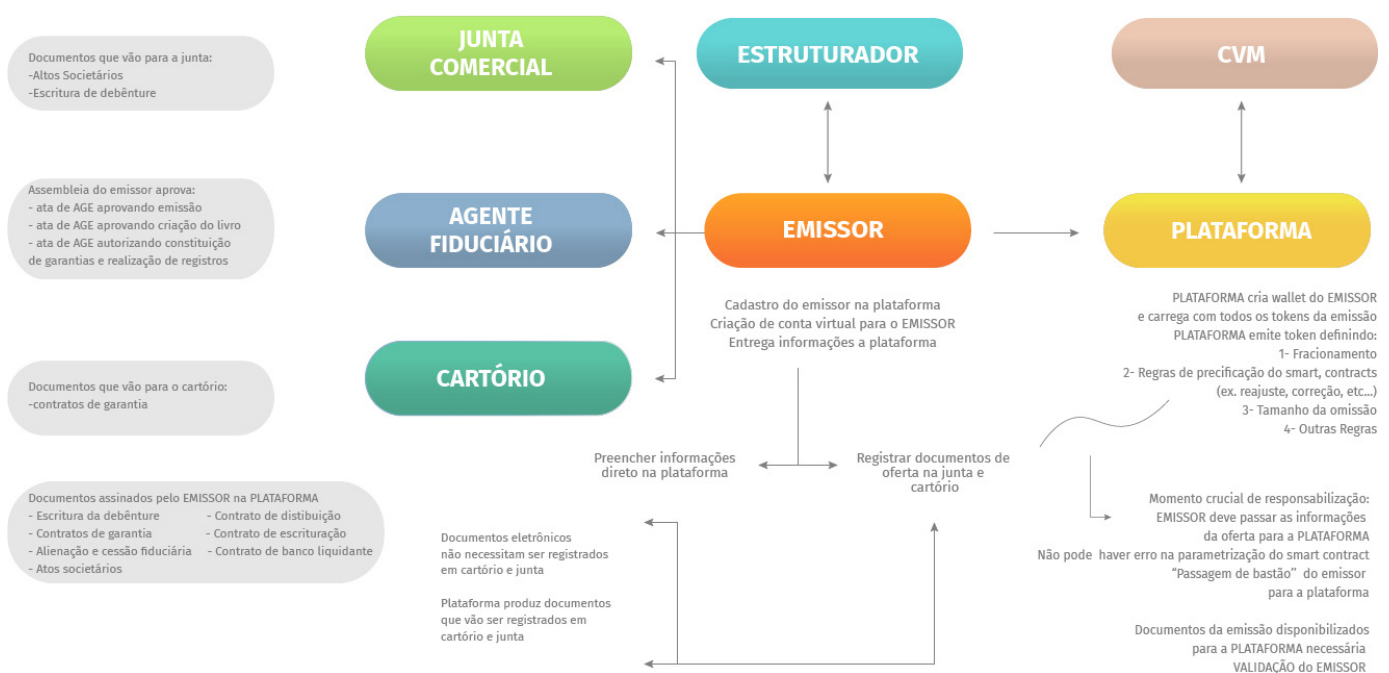 JUNTA
COMERCIAL
ESTRUTURADOR
CVM
Documentos que vão para a junta:
-Altos Societários
-Escritura de debênture
Assembleia do emissor aprova:
- ata de AGE aprovando emissão
- ata de AGE aprovando criação do livro
- ata de AGE autorizando constituição
de garantias e realização de registros
AGENTE
FIDUCIÁRIO
EMISSOR
PLATAFORMA
Cadastro do emissor na plataforma
Criação de conta virtual para o EMISSOR
Entrega informações a plataforma
PLATAFORMA cria wallet do EMISSOR
e carrega com todos os tokens da emissão
PLATAFORMA emite token definindo:
1- Fracionamento
2- Regras de precificação do smart, contracts
(ex. reajuste, correção, etc...)
3- Tamanho da omissão
4- Outras Regras
CARTÓRIO
Documentos que vão para o cartório:
-contratos de garantia
Preencher informações
direto na plataforma
Registrar documentos de
oferta na junta e
cartório
Documentos assinados pelo EMISSOR na PLATAFORMA
- Escritura da debênture - Contrato de distibuição
- Contratos de garantia - Contrato de escrituração
- Alienação e cessão fiduciária - Contrato de banco liquidante
- Atos societários
Documentos eletrônicos
não necessitam ser registrados
em cartório e junta
Plataforma produz documentos
que vão ser registrados em
cartório e junta
Momento crucial de responsabilização:
EMISSOR deve passar as informações
da oferta para a PLATAFORMA
Não pode haver erro na parametrização do smart contract
"Passagem de bastão" do emissor
para a plataforma
Documentos da emissão disponibilizados
para a PLATAFORMA necessária
VALIDAÇÃO do EMISSOR